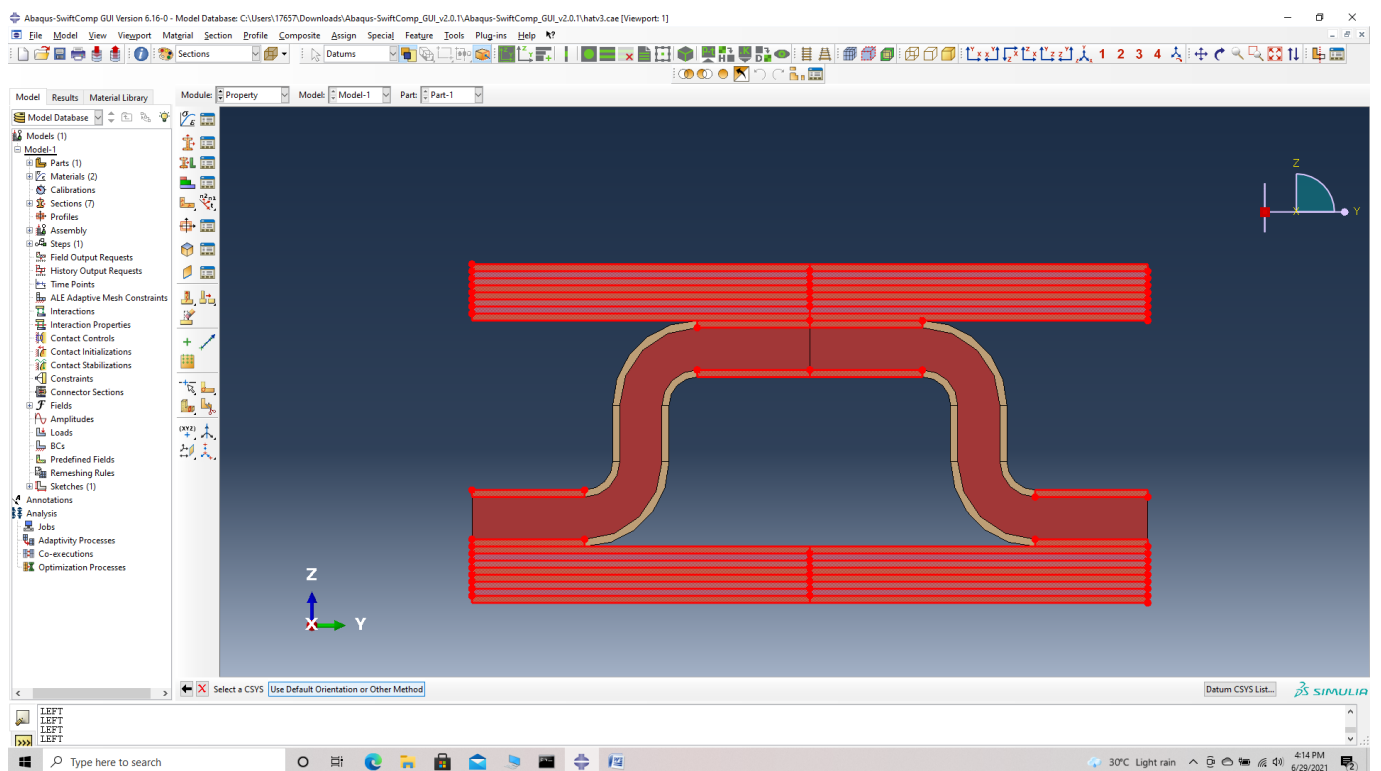 Abaqus-SwiftComp GUI Version 6.16-0 - Model Database: C:\Users\17657\Downloads\Abaqus-SwiftComp_GUI_v2.0.1\Abaqus-SwiftComp_GUI_v2.0.1\hatv3.cae [Viewport: 1]
File Model View Viewport Material Section Profile Composite Assign Special Feature Tools Plug-ins Help
Sections Datums 1 2 3 4
Model Results Material Library Module: Property Model: Model-1 Part: Part-1
Model Database
Models (1)
Model-1
Parts (1)
Materials (2)
Calibrations
Sections (7)
Profiles
Assembly
Steps (1)
Field Output Requests
History Output Requests
Time Points
ALE Adaptive Mesh Constraints
Interactions
Interaction Properties
Contact Controls
Contact Initializations
Contact Stabilizations
Constraints
Connector Sections
Fields
Amplitudes
Loads
BCs
Predefined Fields
Remeshing Rules
Sketches (1)
Annotations
Analysis
Jobs
Adaptivity Processes
Co-executions
Optimization Processes
Z
X Y
Z
X Y
Select a CSYS Use Default Orientation or Other Method Datum CSYS List... SIMULIA
LEFT
LEFT
LEFT
LEFT
Type here to search 30°C Light rain 4:14 PM
6/29/2021